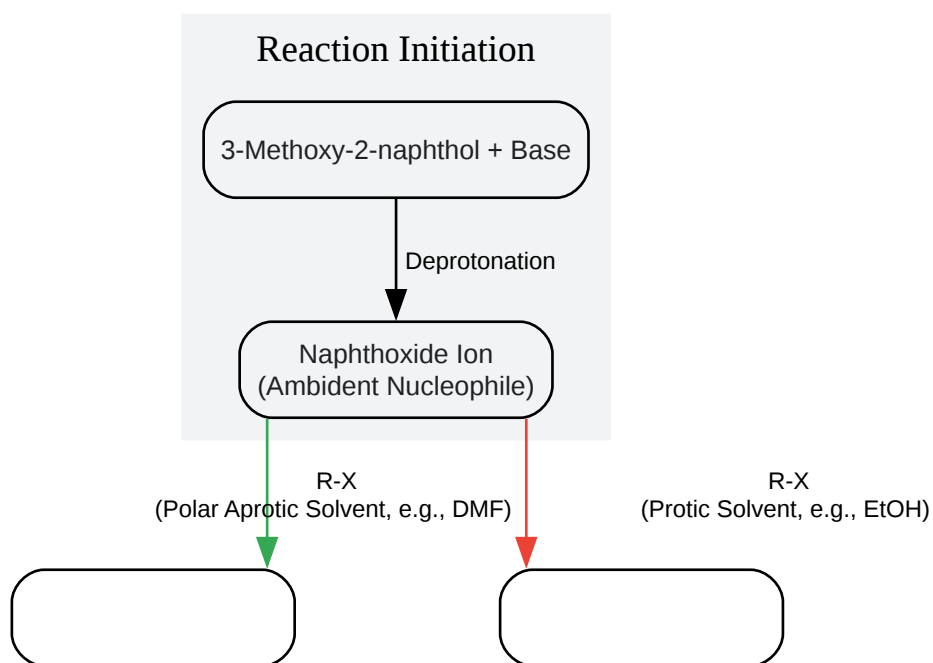 Reaction Initiation
3-Methoxy-2-naphthol + Base
Deprotonation
Naphthoxide Ion
(Ambident Nucleophile)
R-X
(Polar Aprotic Solvent, e.g., DMF)
R-X
(Protic Solvent, e.g., EtOH)